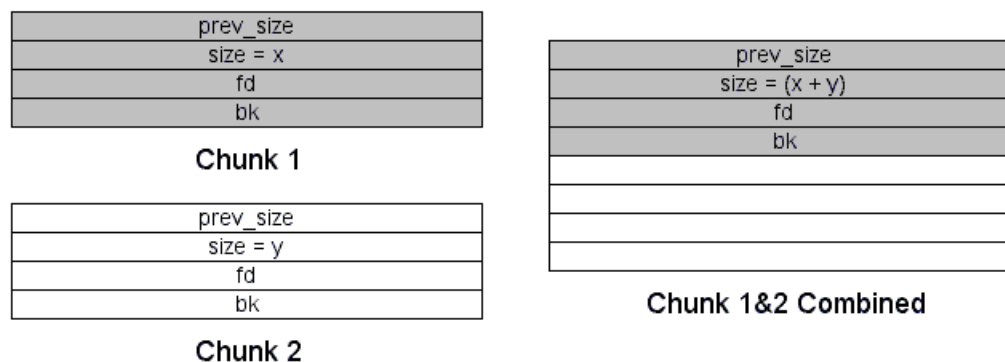 prev_size
size = x
fd
bk
Chunk 1
prev_size
size = y
fd
bk
Chunk 2
prev_size
size = (x + y)
fd
bk
Chunk 1&2 Combined